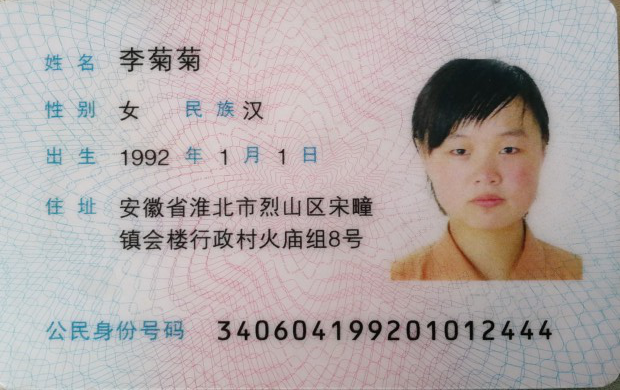 姓名 李菊菊
性别 女 民族 汉
出生 1992 年 1 月 1 日
住址 安徽省淮北市烈山区宋疃
镇会楼行政村火庙组8号
公民身份号码 340604199201012444